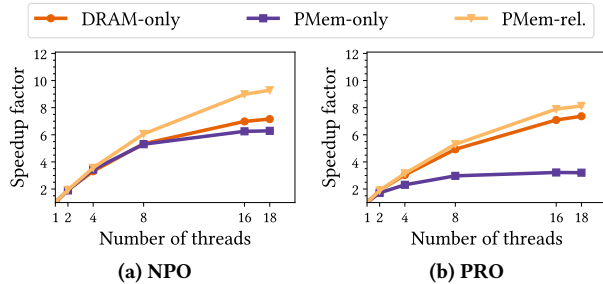 DRAM-only PMem-only PMem-rel.
Speedup factor
12
10
8
6
4
2
1 2 4 8 16 18
Number of threads
(a) NPO
Speedup factor
12
10
8
6
4
2
1 2 4 8 16 18
Number of threads
(b) PRO